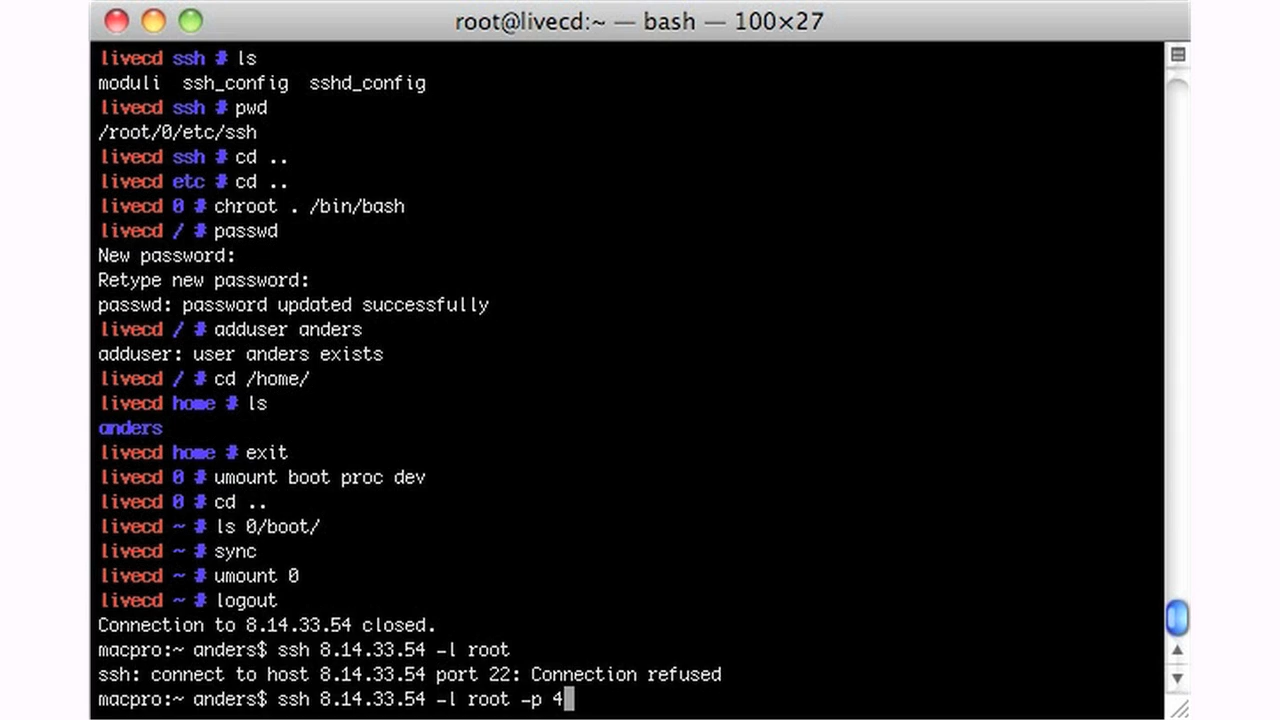 root@livecd:~ — bash — 100×27
livecd ssh # ls
moduli  ssh_config  sshd_config
livecd ssh # pwd
/root/0/etc/ssh
livecd ssh # cd ..
livecd etc # cd ..
livecd 0 # chroot . /bin/bash
livecd / # passwd
New password:
Retype new password:
passwd: password updated successfully
livecd / # adduser anders
adduser: user anders exists
livecd / # cd /home/
livecd home # ls
anders
livecd home # exit
livecd 0 # umount boot proc dev
livecd 0 # cd ..
livecd ~ # ls 0/boot/
livecd ~ # sync
livecd ~ # umount 0
livecd ~ # logout
Connection to 8.14.33.54 closed.
macpro:~ anders$ ssh 8.14.33.54 -l root
ssh: connect to host 8.14.33.54 port 22: Connection refused
macpro:~ anders$ ssh 8.14.33.54 -l root -p 4